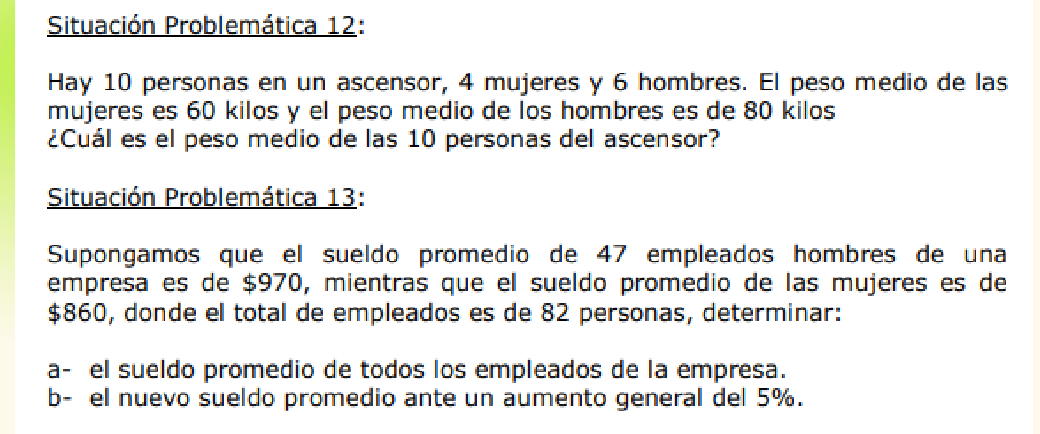 Situación Problemática 12:
Hay 10 personas en un ascensor, 4 mujeres y 6 hombres. El peso medio de las
mujeres es 60 kilos y el peso medio de los hombres es de 80 kilos
¿Cuál es el peso medio de las 10 personas del ascensor?
Situación Problemática 13:
Supongamos que el sueldo promedio de 47 empleados hombres de una
empresa es de $970, mientras que el sueldo promedio de las mujeres es de
$860, donde el total de empleados es de 82 personas, determinar:
a- el sueldo promedio de todos los empleados de la empresa.
b- el nuevo sueldo promedio ante un aumento general del 5%.